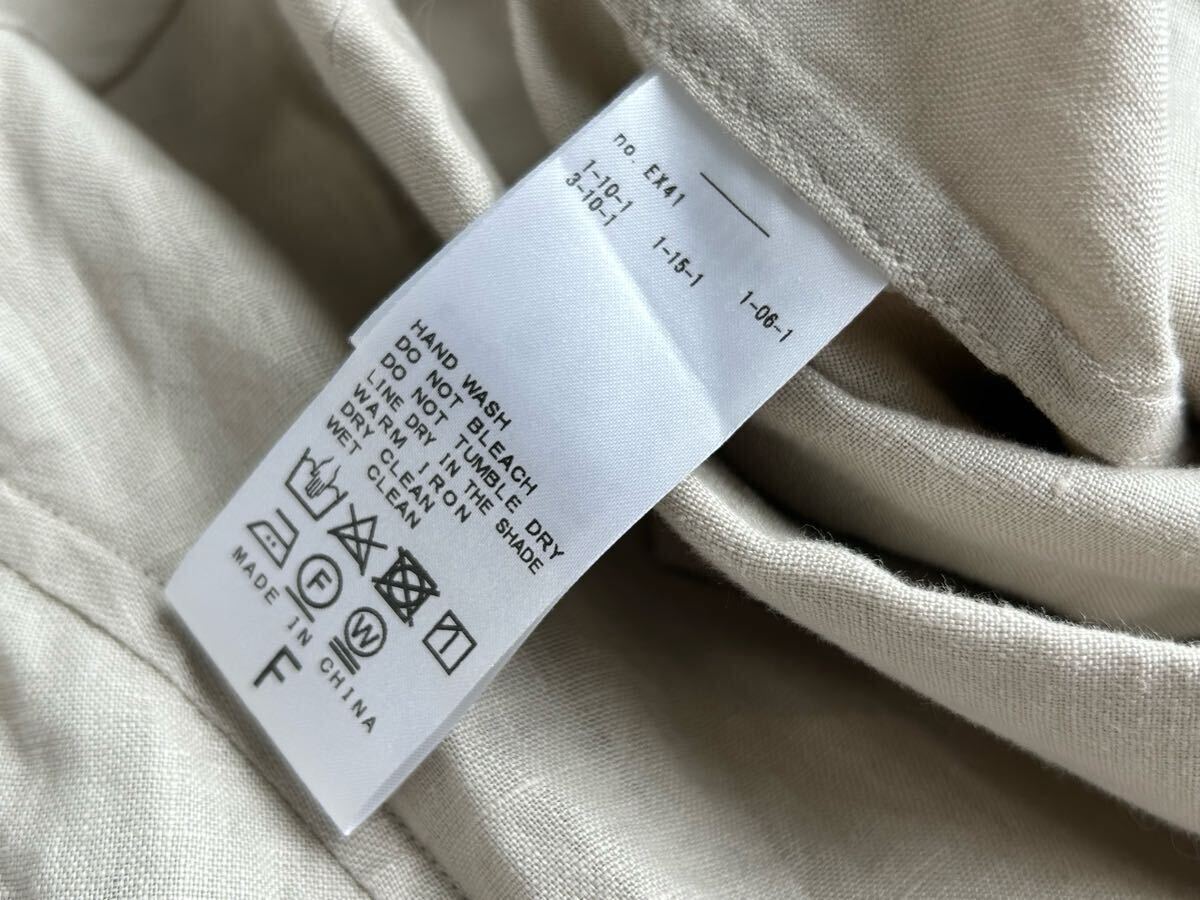 no. EX41
1-10-1 1-15-1 1-06-1
3-10-1
HAND WASH
DO NOT BLEACH
DO NOT TUMBLE DRY
LINE DRY IN THE SHADE
WARM IRON
DRY CLEAN
WET CLEAN
F W
MADE IN CHINA
F